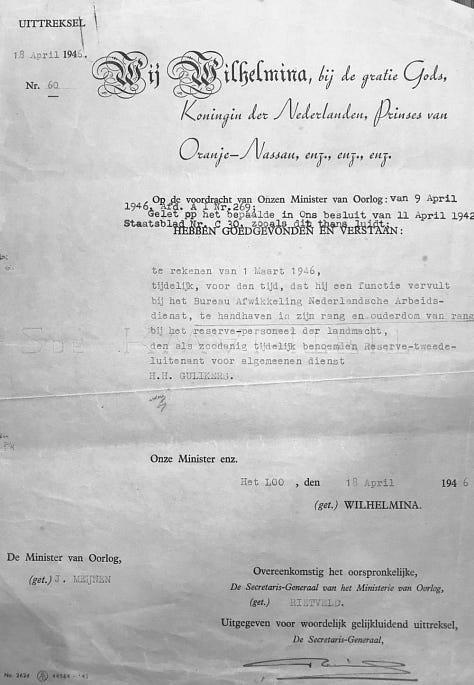 UITTREKSEL
18 April 1946.
Nr. 60
Wij Wilhelmina, bij de gratie Gods,
Koningin der Nederlanden, Prinses van
Oranje-Nassau, enz., enz., enz.
Op de voordracht van Onzen Minister van Oorlog: van 9 April
1946, Afd. A I Nr.269;
Gelet op het bepaalde in Ons besluit van 11 April 1942
Staatsblad Nr. C 30, zooals dit thans luidt;
HEBBEN GOEDGEVONDEN EN VERSTAAN:
te rekenen van 1 Maart 1946,
tijdelijk, voor den tijd, dat hij een functie vervult
bij het Bureau Afwikkeling Nederlandsche Arbeids-
dienst, te handhaven in zijn rang en ouderdom van rang
bij het reserve-personeel der landmacht,
den als zoodanig tijdelijk benoemden Reserve-tweede-
luitenant voor algemeenen dienst
H.H. GULIKERS.
Onze Minister enz.
Het LOO , den 18 April 1946
(get.) WILHELMINA.
De Minister van Oorlog,
(get.) J. MEIJNEN
Overeenkomstig het oorspronkelijke,
De Secretaris-Generaal van het Ministerie van Oorlog,
(get.) RIETVELD.
Uitgegeven voor woordelijk gelijkluidend uittreksel,
De Secretaris-Generaal,
No. 2626